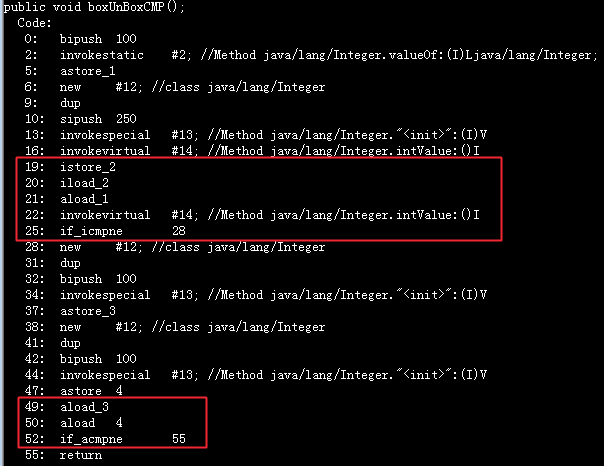 public void boxUnBoxCMP();
Code:
0: bipush 100
2: invokestatic #2; //Method java/lang/Integer.valueOf:(I)Ljava/lang/Integer;
5: astore_1
6: new #12; //class java/lang/Integer
9: dup
10: sipush 250
13: invokespecial #13; //Method java/lang/Integer."<init>":(I)V
16: invokevirtual #14; //Method java/lang/Integer.intValue:()I
19: istore_2
20: iload_2
21: aload_1
22: invokevirtual #14; //Method java/lang/Integer.intValue:()I
25: if_icmpne 28
28: new #12; //class java/lang/Integer
31: dup
32: bipush 100
34: invokespecial #13; //Method java/lang/Integer."<init>":(I)V
37: astore_3
38: new #12; //class java/lang/Integer
41: dup
42: bipush 100
44: invokespecial #13; //Method java/lang/Integer."<init>":(I)V
47: astore 4
49: aload_3
50: aload 4
52: if_acmpne 55
55: return